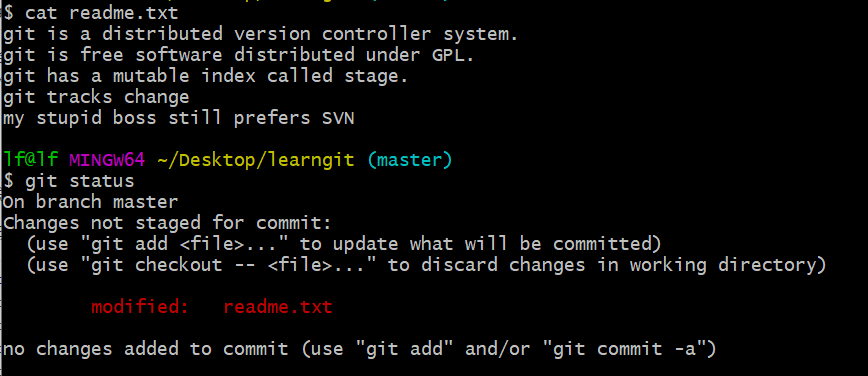 $ cat readme.txt
git is a distributed version controller system.
git is free software distributed under GPL.
git has a mutable index called stage.
git tracks change
my stupid boss still prefers SVN
lf@lf MINGW64 ~/Desktop/learngit (master)
$ git status
On branch master
Changes not staged for commit:
  (use "git add <file>..." to update what will be committed)
  (use "git checkout -- <file>..." to discard changes in working directory)
        modified:   readme.txt
no changes added to commit (use "git add" and/or "git commit -a")